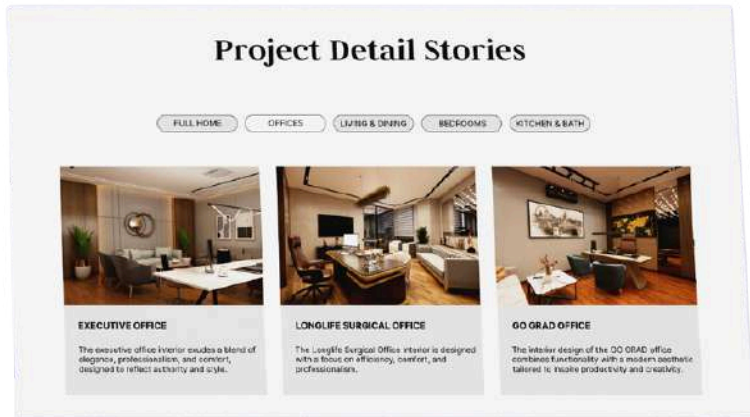 Project Detail Stories
FULL HOME
OFFICES
LIVING & DINING
BEDROOMS
KITCHEN & BATH
EXECUTIVE OFFICE
The executive office interior exudes a blend of
elegance, professionalism, and comfort,
designed to reflect authority and style.
LONGLIFE SURGICAL OFFICE
The Longlife Surgical Office interior is designed
with a focus on efficiency, comfort, and
professionalism.
GO GRAD OFFICE
The interior design of the GO GRAD office
combines functionality with a modern aesthetic
tailored to inspire productivity and creativity.